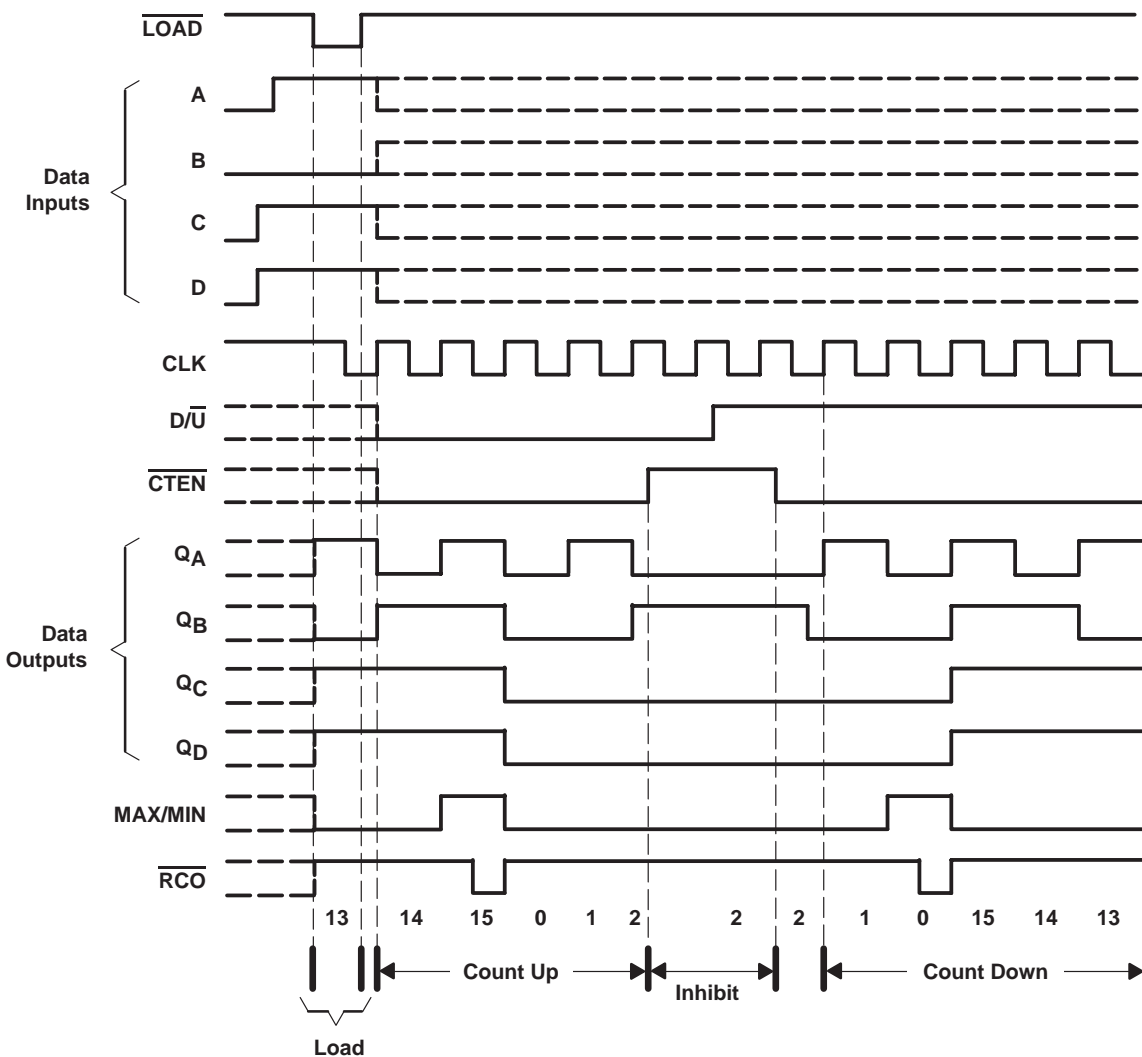 LOAD
A
B
Data
Inputs
C
D
CLK
D/U
CTEN
QA
QB
Data
Outputs
QC
QD
MAX/MIN
RCO
13 14 15 0 1 2 2 2 1 0 15 14 13
Count Up
Inhibit
Count Down
Load